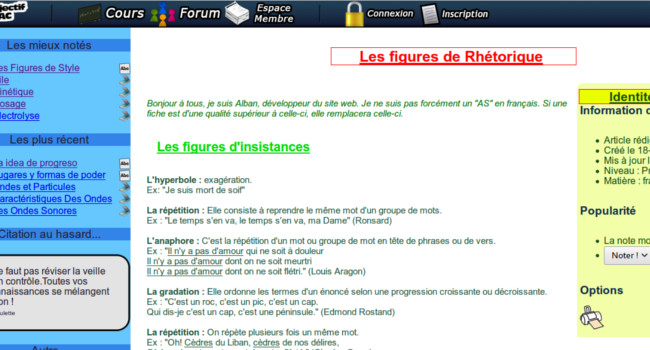 jectif
AC
Cours
Forum
Espace
Membre
Connexion
Inscription
Les mieux notés
es Figures de Style
ile
inétique
osage
lectrolyse
Les plus récent
a idea de progreso
ugares y formas de poder
ndes et Particules
aractéristiques Des Ondes
es Ondes Sonores
Citation au hasard...
e faut pas réviser la veille
n contrôle.Toutes vos
nnaissances se mélangent
on !
ulette
Autre
Les figures de Rhétorique
Bonjour à tous, je suis Alban, développeur du site web. Je ne suis pas forcément un "AS" en français. Si une
fiche est d'une qualité supérieur à celle-ci, elle remplacera celle-ci.
Les figures d'insistances
L'hyperbole : exagération.
Ex: "Je suis mort de soif"
La répétition : Elle consiste à reprendre le même mot d'un groupe de mots.
Ex : "Le temps s'en va, le temps s'en va, ma Dame" (Ronsard)
L'anaphore : C'est la répétition d'un mot ou groupe de mot en tête de phrases ou de vers.
Ex : "Il n'y a pas d'amour qui ne soit à douleur
Il n'y a pas d'amour dont on ne soit meurtri
Il n'y a pas d'amour dont on ne soit flétri." (Louis Aragon)
La gradation : Elle ordonne les termes d'un énoncé selon une progression croissante ou décroissante.
Ex : "C'est un roc, c'est un pic, c'est un cap.
Qui dis-je c'est un cap, c'est une péninsule." (Edmond Rostand)
La répétition : On répète plusieurs fois un même mot.
Ex : "Oh! Cèdres du Liban, cèdres de nos délires,
Identité
Information d
Article rédi
Créé le 18-
Mis à jour l
Niveau : Pr
Matière : fra
Popularité
La note mo
Noter !
Options